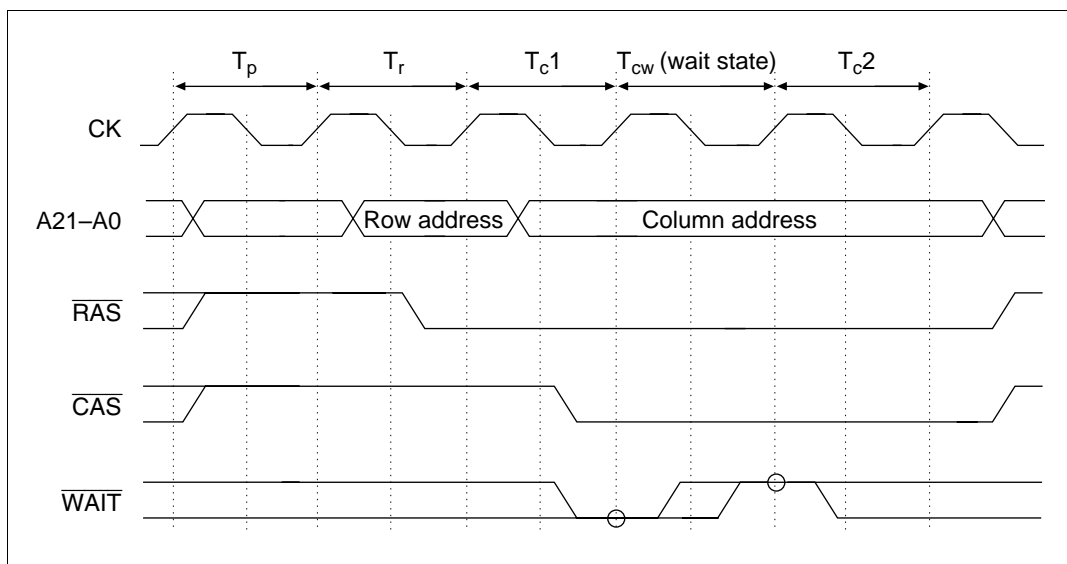 Tp Tr Tc1 Tcw (wait state) Tc2
CK
A21–A0 Row address Column address
RAS
CAS
WAIT